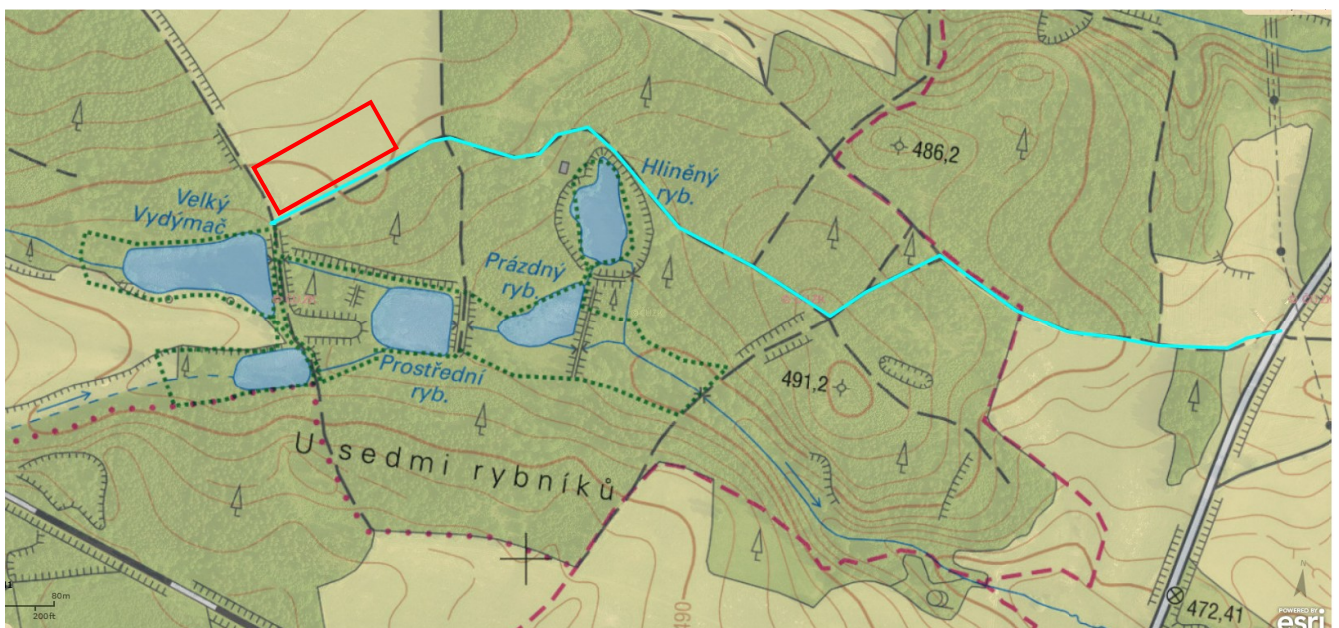 486,2
Hliněný
ryb.
Velký
Vydýmač
Prázdný
ryb.
Prostřední
ryb.
491,2
U sedmi rybníků
490
472,41
80m
200ft
N
POWERED BY
esri